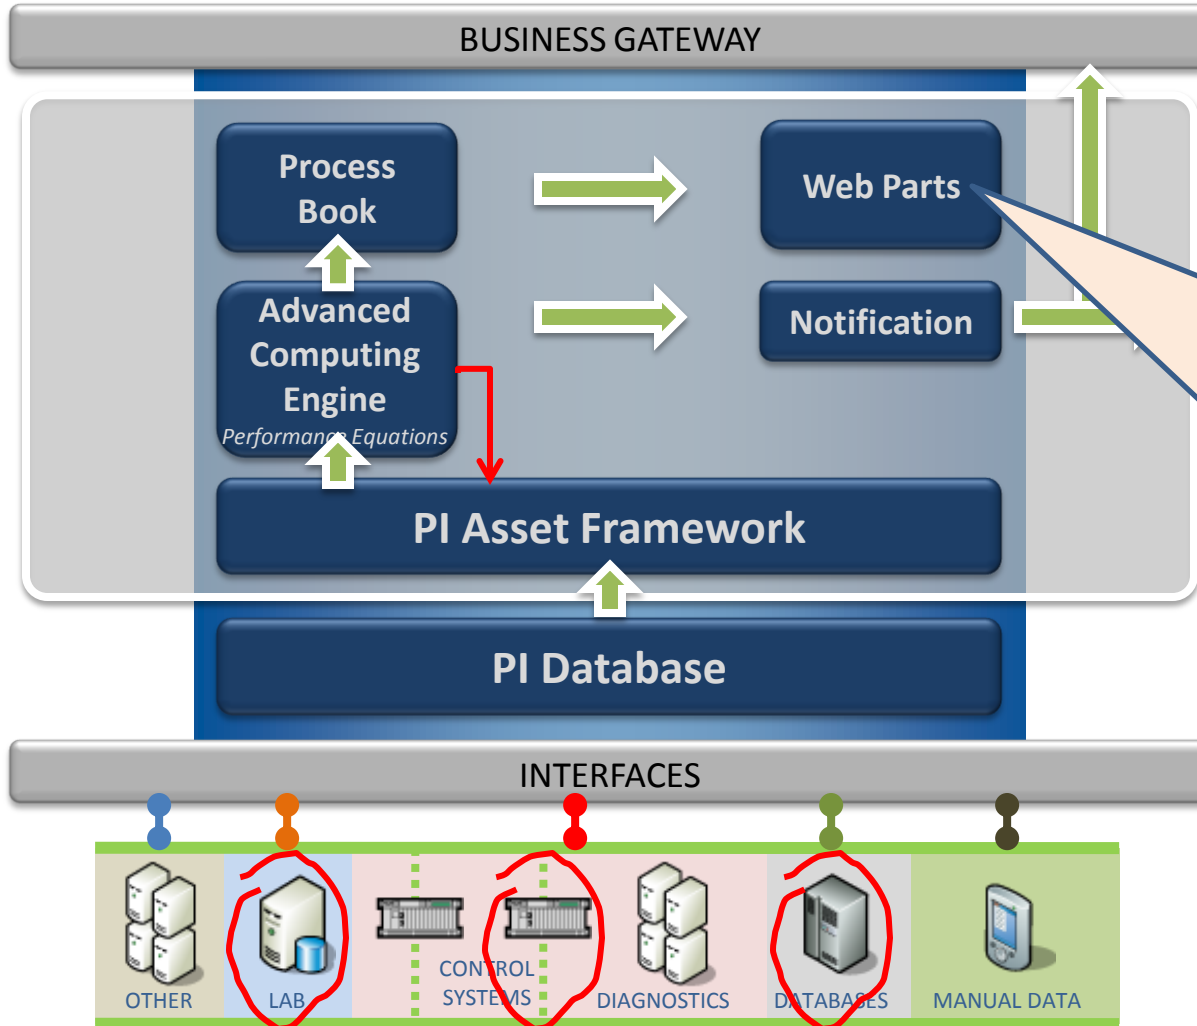 BUSINESS GATEWAY
Process
Book
Web Parts
Advanced
Computing
Engine
Performance Equations
Notification
PI Asset Framework
PI Database
INTERFACES
OTHER
LAB
CONTROL
SYSTEMS
DIAGNOSTICS
DATABASES
MANUAL DATA